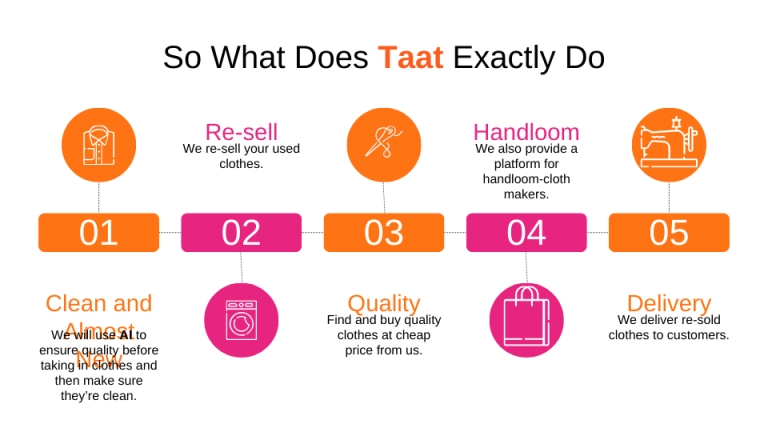 So What Does Taat Exactly Do
01
Clean and
Almost
New
We will use AI to
ensure quality before
taking in clothes and
then make sure
they’re clean.
Re-sell
We re-sell your used
clothes.
02
03
Quality
Find and buy quality
clothes at cheap
price from us.
Handloom
We also provide a
platform for
handloom-cloth
makers.
04
05
Delivery
We deliver re-sold
clothes to customers.